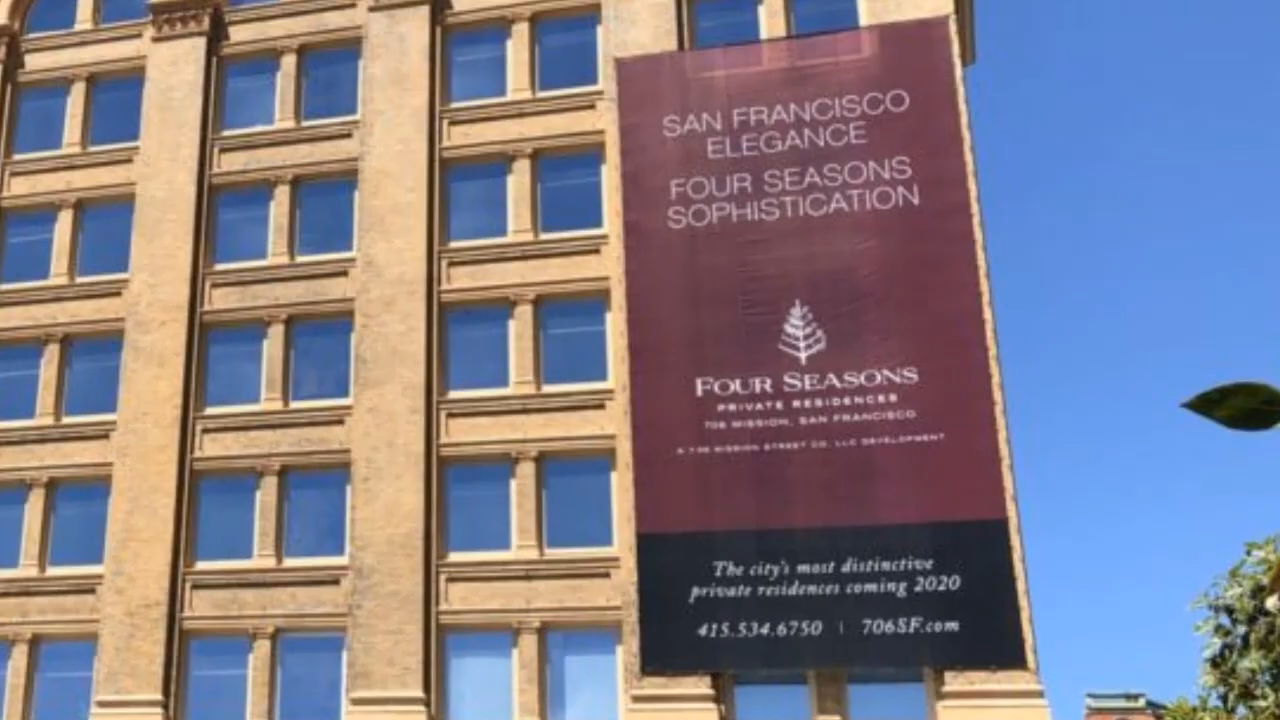 SAN FRANCISCO
ELEGANCE
FOUR SEASONS
SOPHISTICATION
FOUR SEASONS
PRIVATE RESIDENCES
706 MISSION, SAN FRANCISCO
A 706 MISSION STREET CO, LLC DEVELOPMENT
The city's most distinctive
private residences coming 2020
415.534.6750 | 706SF.com